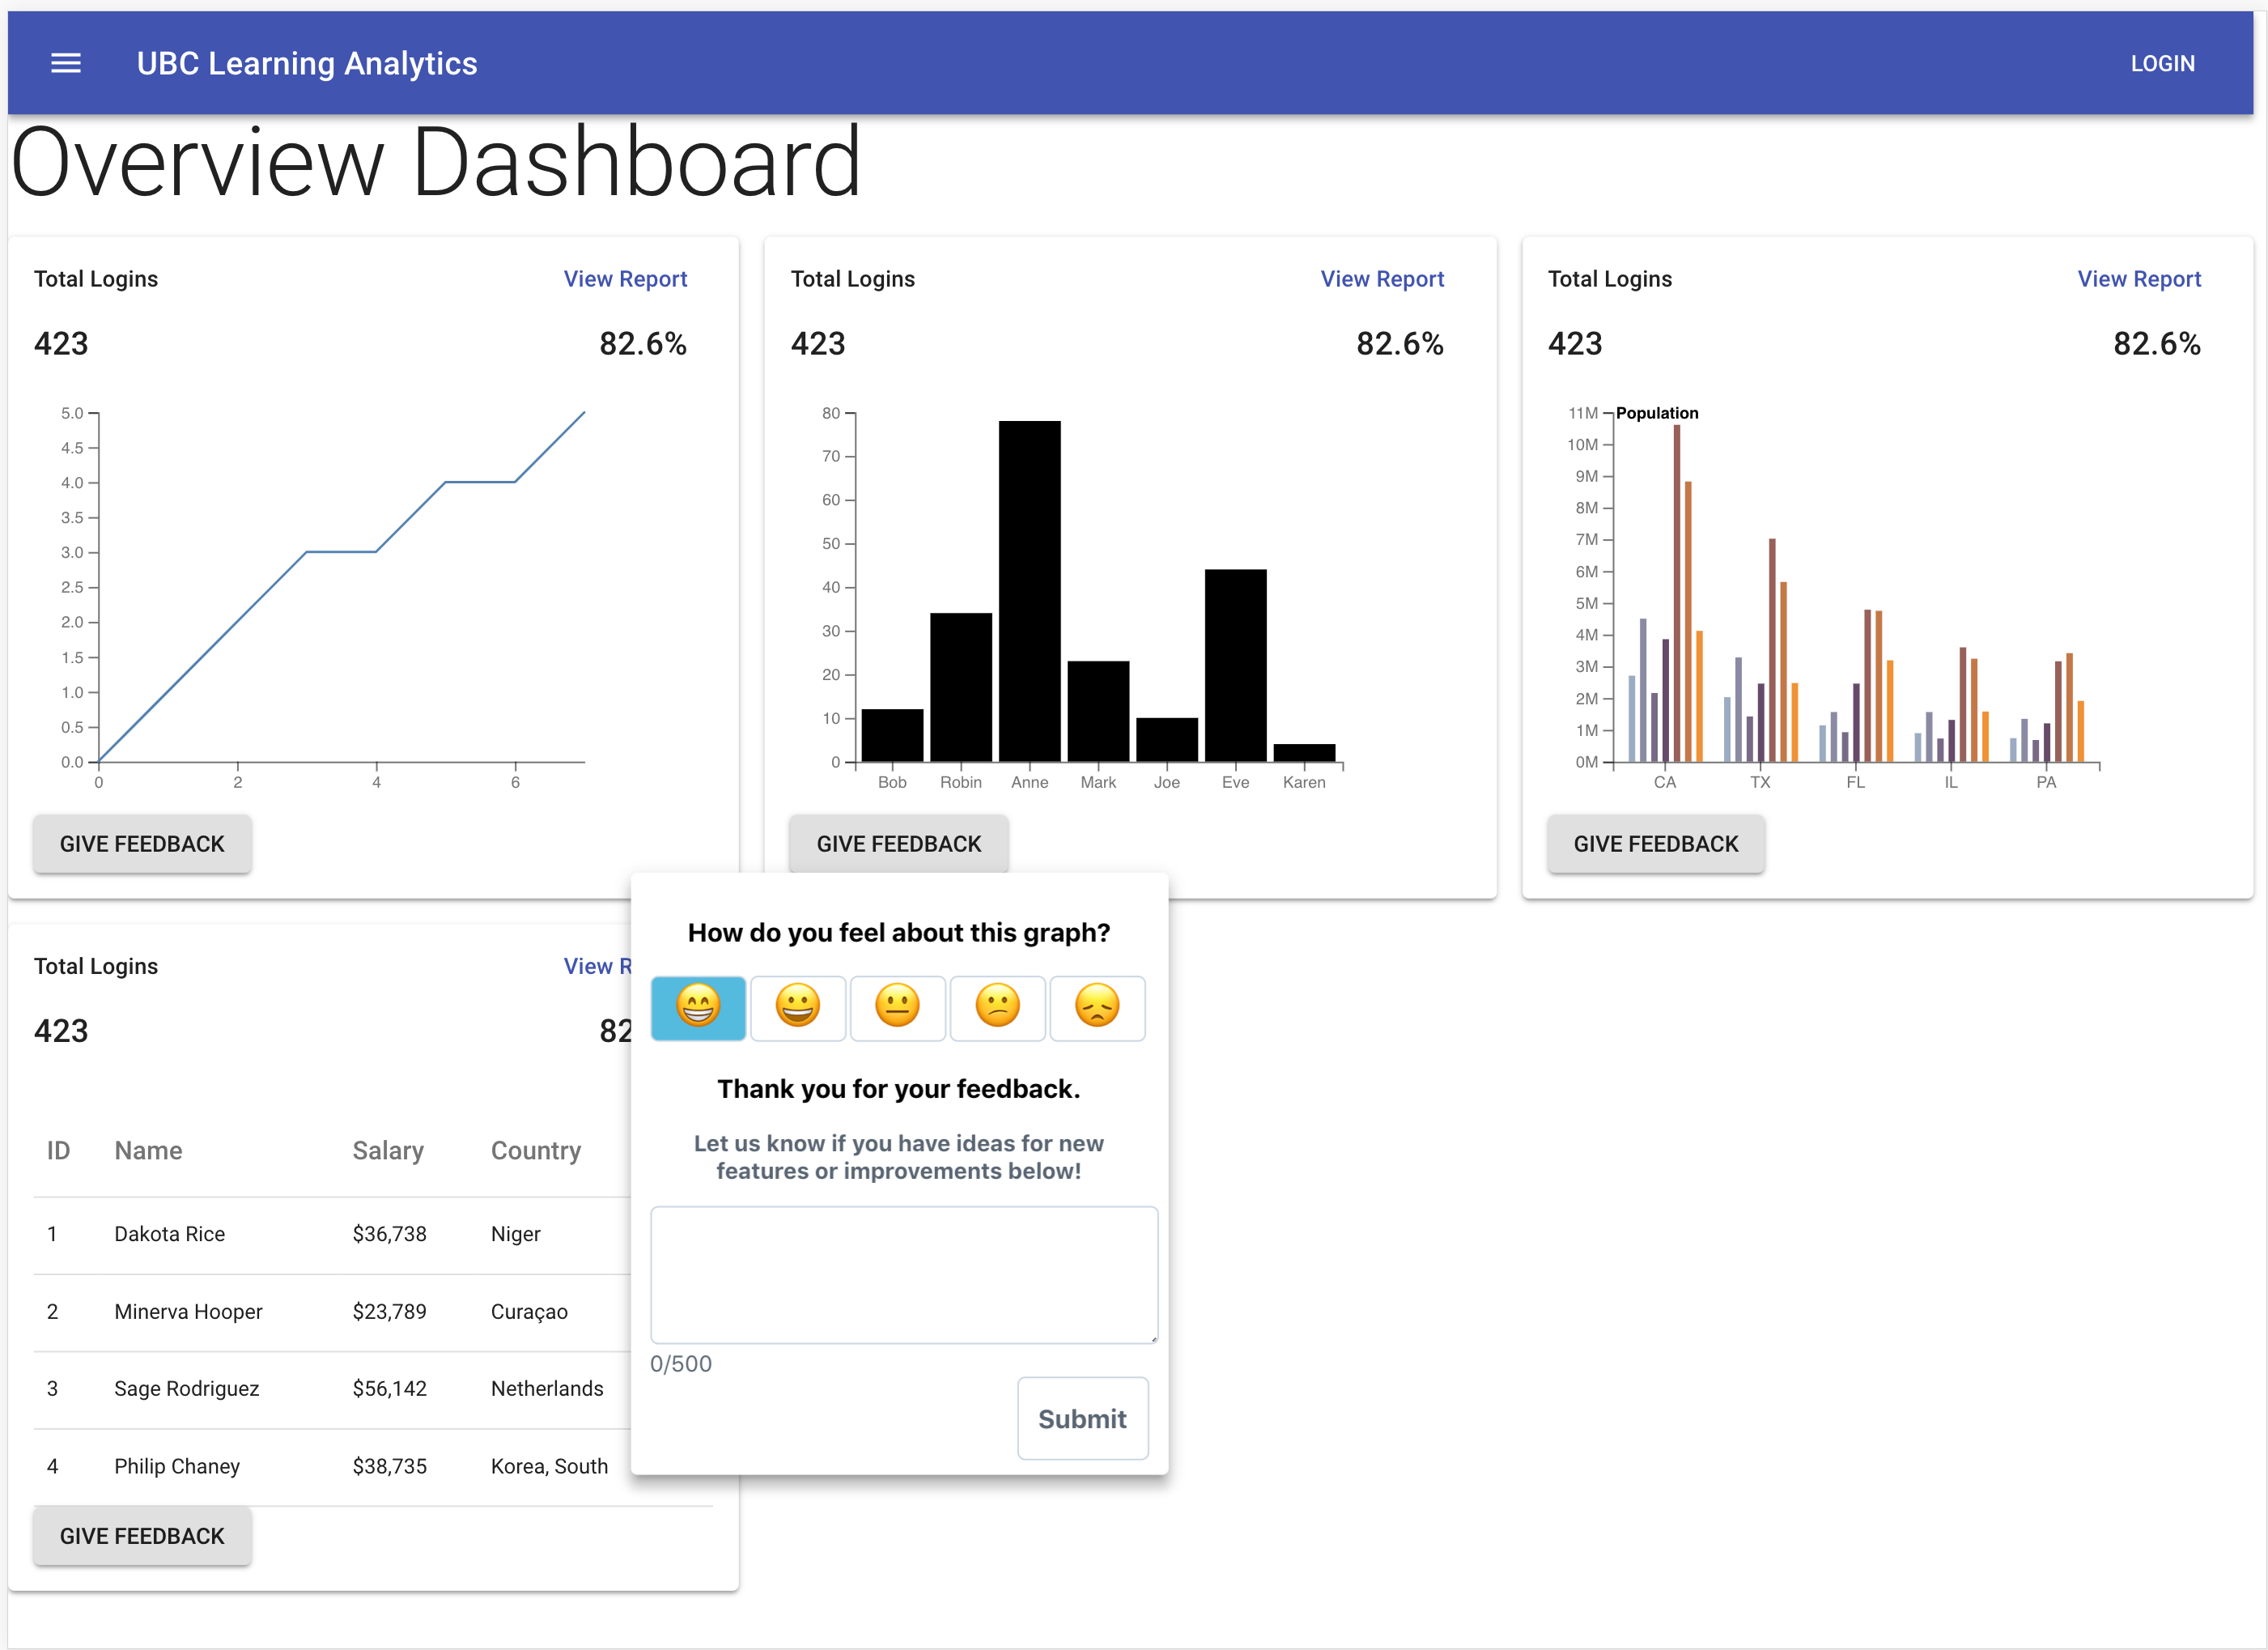 UBC Learning Analytics
LOGIN
Overview Dashboard
Total Logins View Report
423 82.6%
5.0
4.5
4.0
3.5
3.0
2.5
2.0
1.5
1.0
0.5
0.0
0 2 4 6
GIVE FEEDBACK
Total Logins View Report
423 82.6%
80
70
60
50
40
30
20
10
0
Bob Robin Anne Mark Joe Eve Karen
GIVE FEEDBACK
Total Logins View Report
423 82.6%
Population
11M
10M
9M
8M
7M
6M
5M
4M
3M
2M
1M
0M
CA TX FL IL PA
GIVE FEEDBACK
Total Logins View R
423 82
ID Name Salary Country
1 Dakota Rice $36,738 Niger
2 Minerva Hooper $23,789 Curaçao
3 Sage Rodriguez $56,142 Netherlands
4 Philip Chaney $38,735 Korea, South
GIVE FEEDBACK
How do you feel about this graph?
Thank you for your feedback.
Let us know if you have ideas for new
features or improvements below!
0/500
Submit